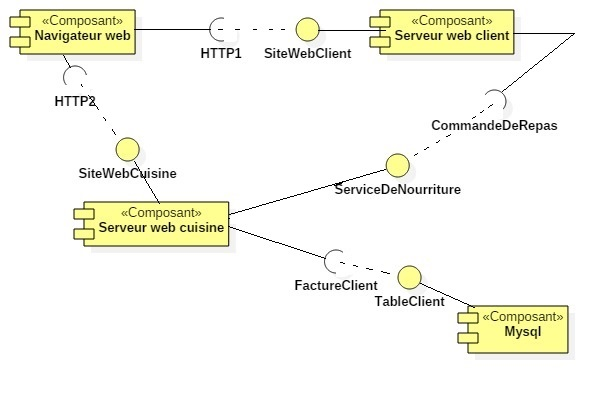 «Composant»
Navigateur web
HTTP1
SiteWebClient
«Composant»
Serveur web client
HTTP2
CommandeDeRepas
SiteWebCuisine
ServiceDeNourriture
«Composant»
Serveur web cuisine
FactureClient
TableClient
«Composant»
Mysql